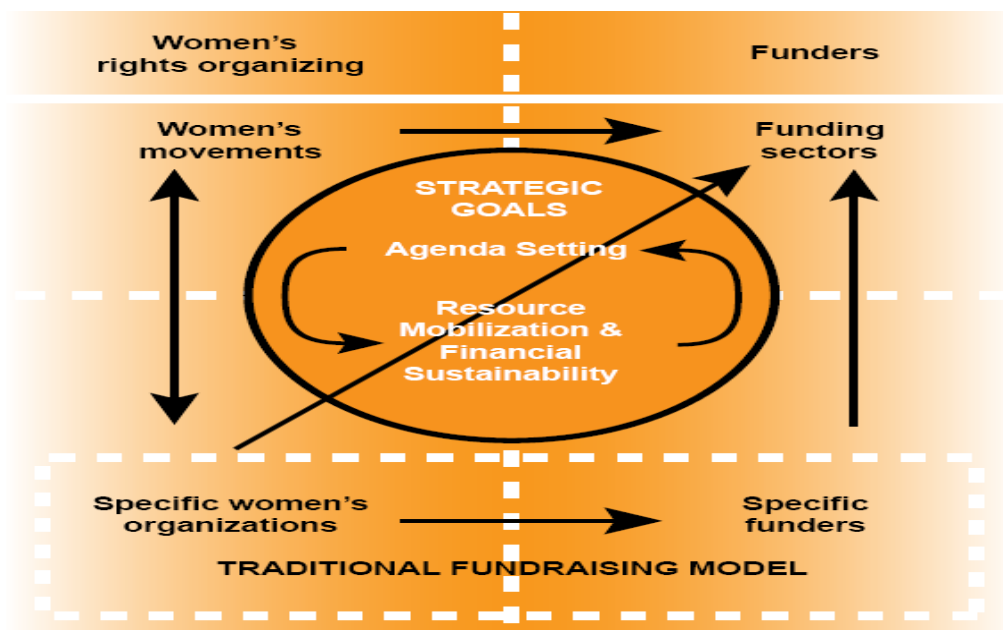 Women's
rights organizing
Funders
Women's
movements
Funding
sectors
STRATEGIC
GOALS
Agenda Setting
Resource
Mobilization &
Financial
Sustainability
Specific women's
organizations
Specific
funders
TRADITIONAL FUNDRAISING MODEL